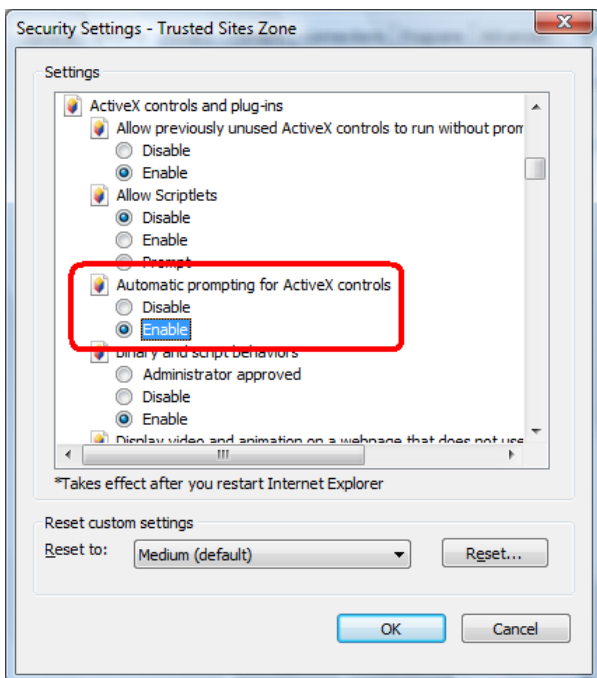 Security Settings - Trusted Sites Zone
Settings
ActiveX controls and plug-ins
Allow previously unused ActiveX controls to run without prom
Disable
Enable
Allow Scriptlets
Disable
Enable
Prompt
Automatic prompting for ActiveX controls
Disable
Enable
Binary and script behaviors
Administrator approved
Disable
Enable
Display video and animation on a webpage that does not use
*Takes effect after you restart Internet Explorer
Reset custom settings
Reset to: Medium (default) Reset...
OK Cancel